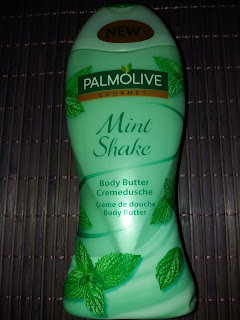 NEW
PALMOLIVE
GOURMET
Mint
Shake
Body Butter
Cremedusche
Crème de douche
Body Butter